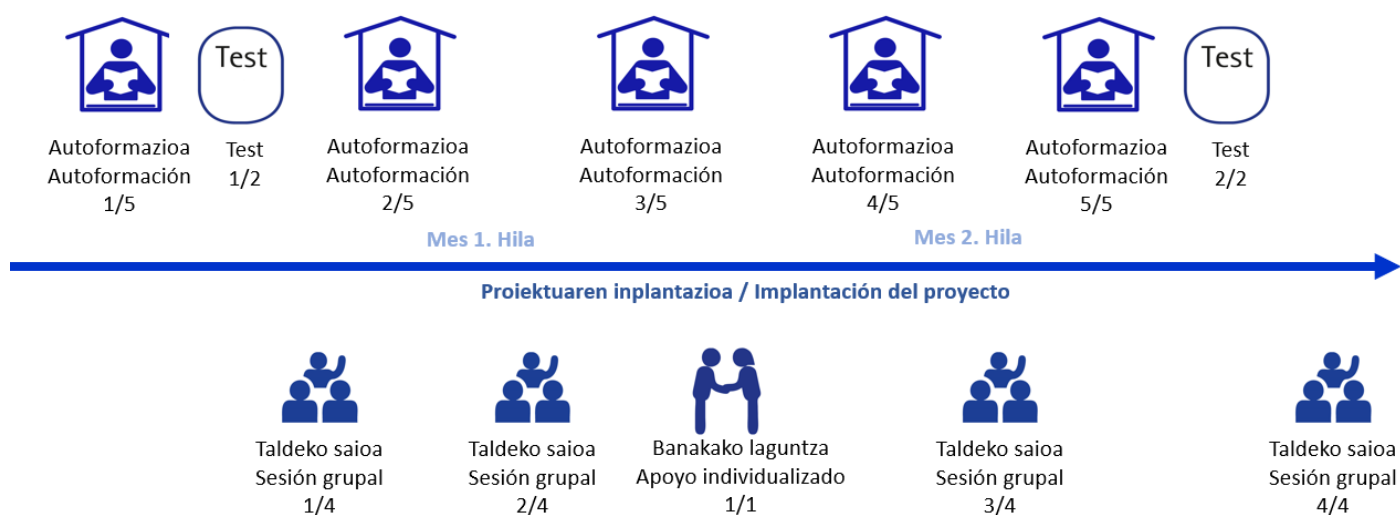 Test
Test
Autoformazioa
Autoformación
1/5
Test
1/2
Autoformazioa
Autoformación
2/5
Autoformazioa
Autoformación
3/5
Autoformazioa
Autoformación
4/5
Autoformazioa
Autoformación
5/5
Test
2/2
Mes 1. Hila
Mes 2. Hila
Proiektuaren inplantazioa / Implantación del proyecto
Taldeko saioa
Sesión grupal
1/4
Taldeko saioa
Sesión grupal
2/4
Banakako laguntza
Apoyo individualizado
1/1
Taldeko saioa
Sesión grupal
3/4
Taldeko saioa
Sesión grupal
4/4